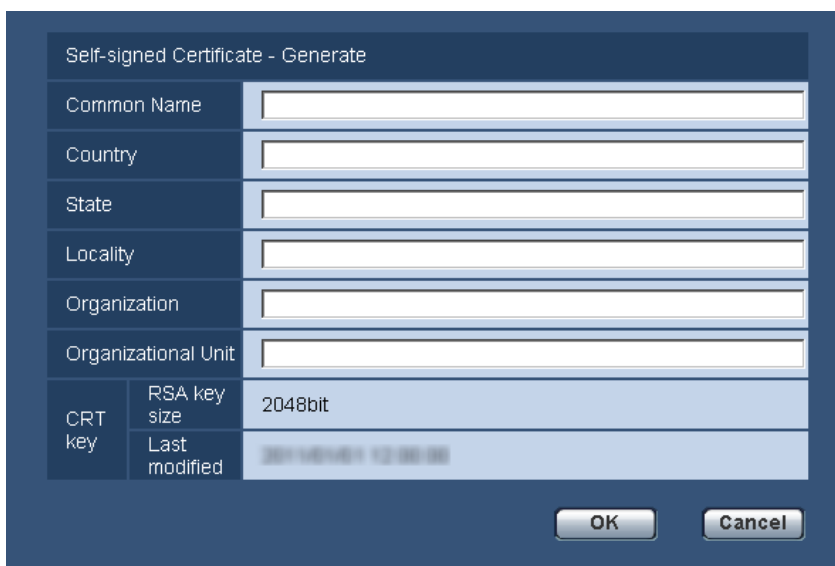 Self-signed Certificate - Generate
Common Name
Country
State
Locality
Organization
Organizational Unit
CRT key
RSA key size
2048bit
Last modified
OK
Cancel